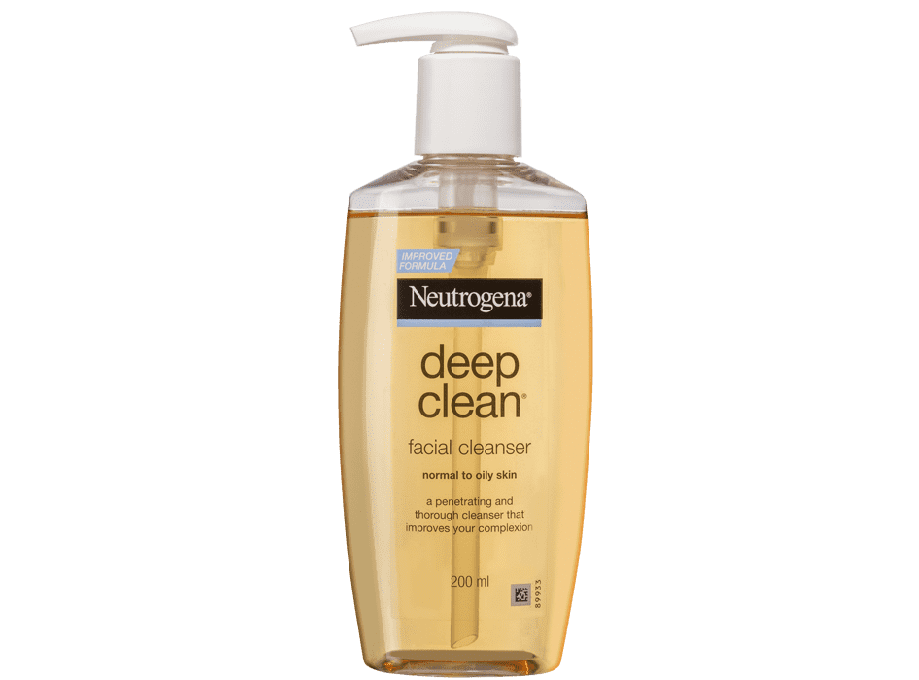 IMPROVED
FORMULA
Neutrogena®
deep
clean®
facial cleanser
normal to oily skin
a penetrating and
thorough cleanser that
improves your complexion
200 ml
89933